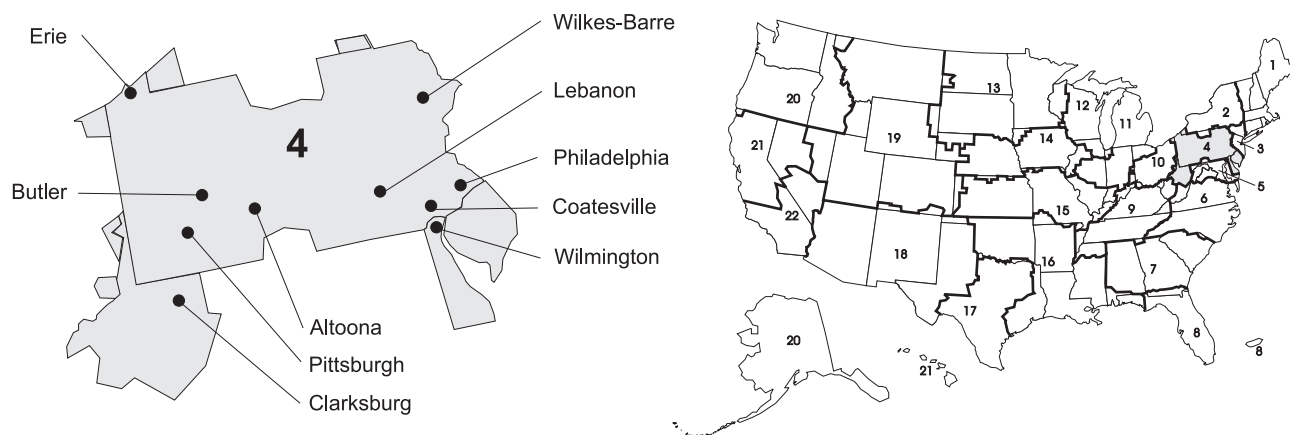 Erie
Butler
4
Wilkes-Barre
Lebanon
Philadelphia
Coatesville
Wilmington
Altoona
Pittsburgh
Clarksburg
1
2
3
4
5
6
7
8
8
9
10
11
12
13
14
15
16
17
18
19
20
20
21
21
22